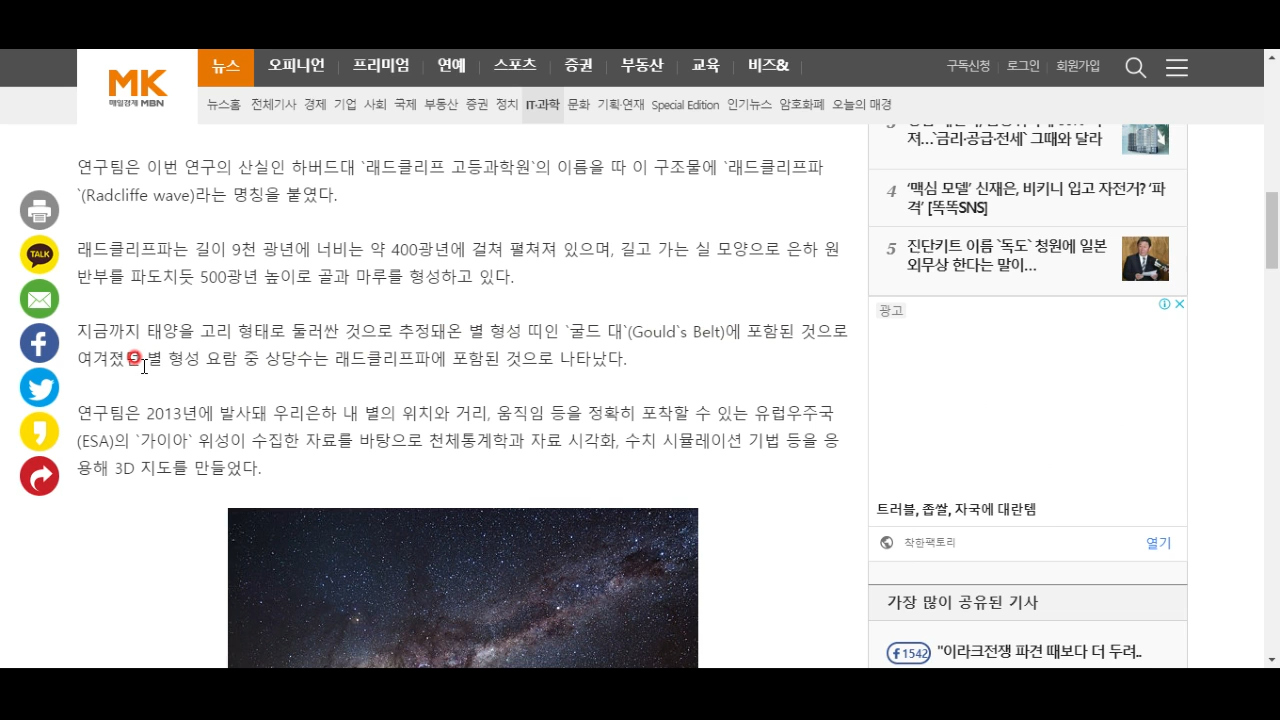 MK
매일경제 MBN
뉴스 오피니언 프리미엄 연예 스포츠 증권 부동산 교육 비즈&
구독신청 로그인 회원가입
뉴스홈 전체기사 경제 기업 사회 국제 부동산 증권 정치 IT·과학 문화 기획·연재 Special Edition 인기뉴스 암호화폐 오늘의 매경
연구팀은 이번 연구의 산실인 하버드대 `래드클리프 고등과학원`의 이름을 따 이 구조물에 `래드클리프파
`(Radcliffe wave)라는 명칭을 붙였다.
래드클리프파는 길이 9천 광년에 너비는 약 400광년에 걸쳐 펼쳐져 있으며, 길고 가는 실 모양으로 은하 원
반부를 파도치듯 500광년 높이로 골과 마루를 형성하고 있다.
지금까지 태양을 고리 형태로 둘러싼 것으로 추정돼온 별 형성 띠인 `굴드 대`(Gould`s Belt)에 포함된 것으로
여겨졌던 별 형성 요람 중 상당수는 래드클리프파에 포함된 것으로 나타났다.
연구팀은 2013년에 발사돼 우리은하 내 별의 위치와 거리, 움직임 등을 정확히 포착할 수 있는 유럽우주국
(ESA)의 `가이아` 위성이 수집한 자료를 바탕으로 천체통계학과 자료 시각화, 수치 시뮬레이션 기법 등을 응
용해 3D 지도를 만들었다.
TALK
져…`금리·공급·전세` 그때와 달라
4 '맥심 모델' 신재은, 비키니 입고 자전거? '파
격' [똑똑SNS]
5 진단키트 이름 `독도` 청원에 일본
외무상 한다는 말이…
광고
트러블, 좁쌀, 자국에 대란템
착한팩토리
열기
가장 많이 공유된 기사
1542 "이라크전쟁 파견 때보다 더 두려..